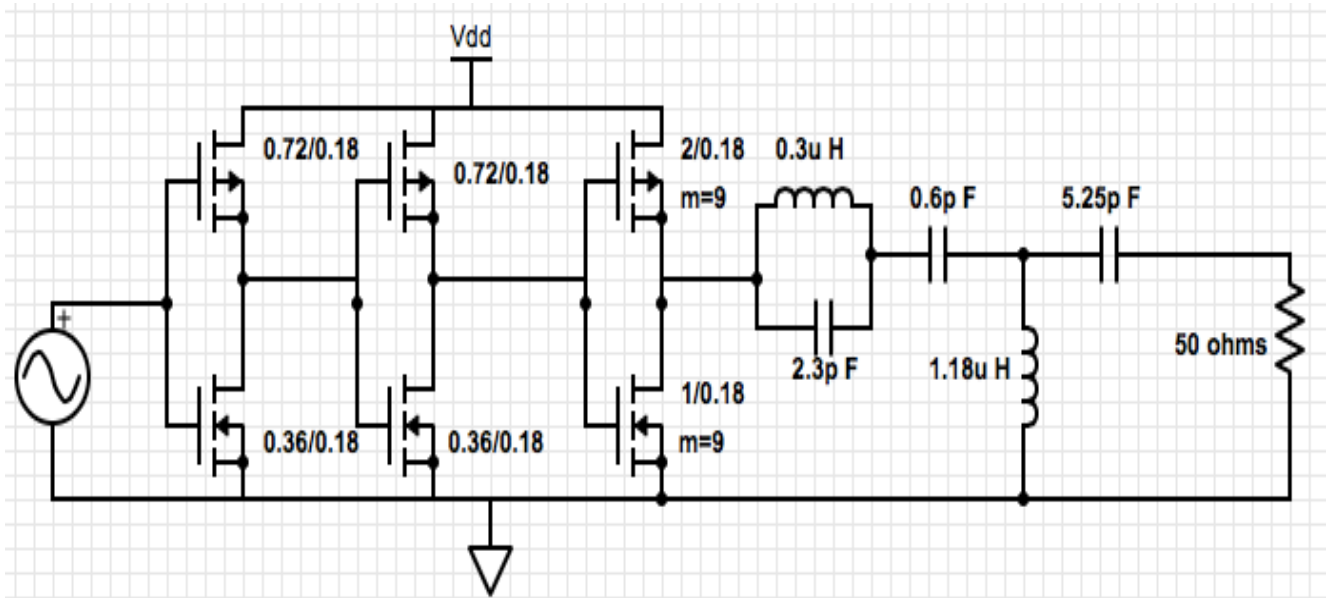 Vdd
0.72/0.18
0.72/0.18
2/0.18
m=9
0.3u H
0.6p F
5.25p F
+
2.3p F
1.18u H
50 ohms
0.36/0.18
0.36/0.18
1/0.18
m=9